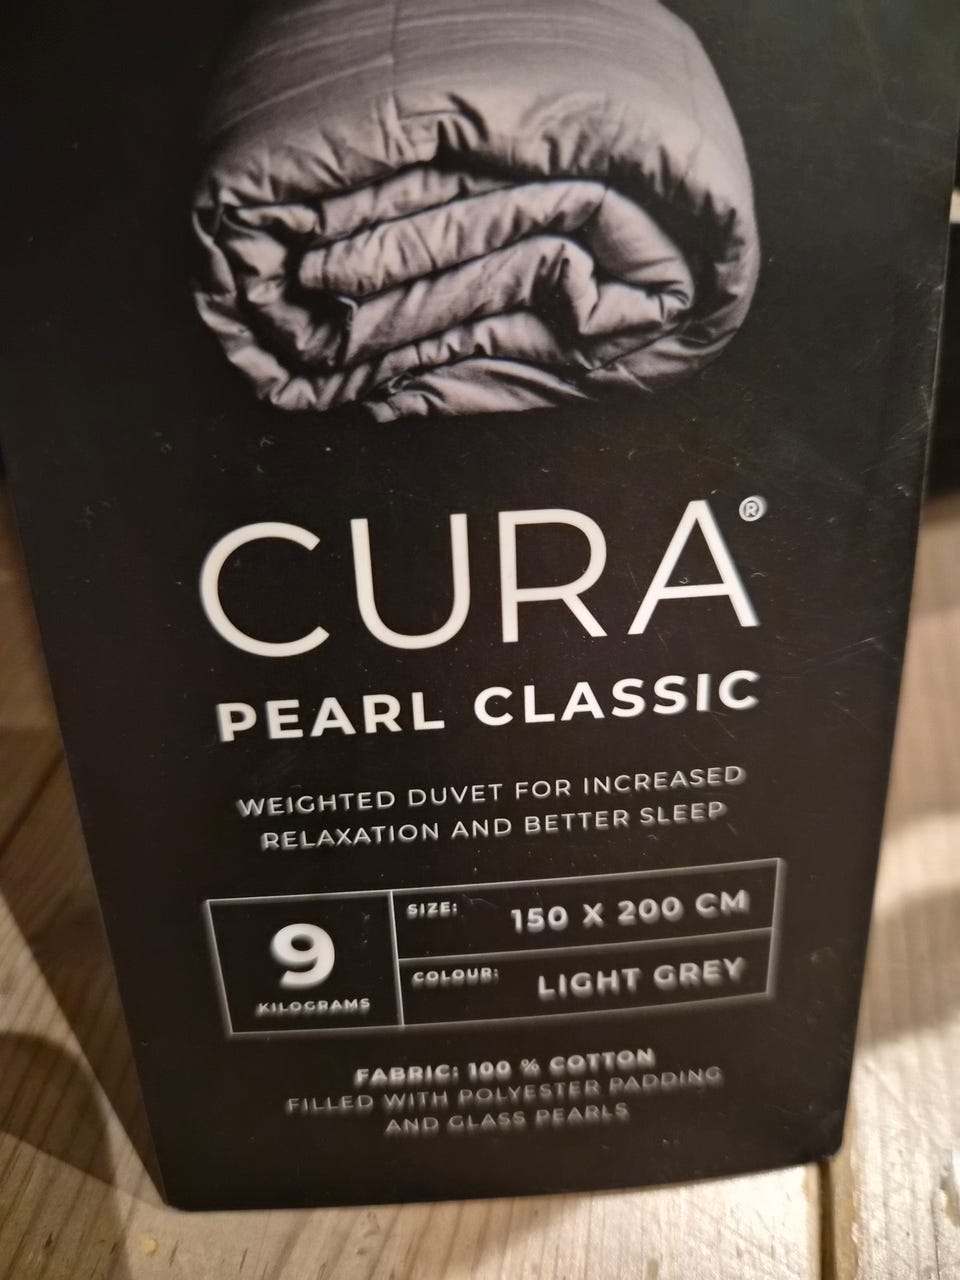 CURA®
PEARL CLASSIC
WEIGHTED DUVET FOR INCREASED
RELAXATION AND BETTER SLEEP
9
KILOGRAMS
SIZE: 150 X 200 CM
COLOUR: LIGHT GREY
FABRIC: 100 % COTTON
FILLED WITH POLYESTER PADDING
AND GLASS PEARLS